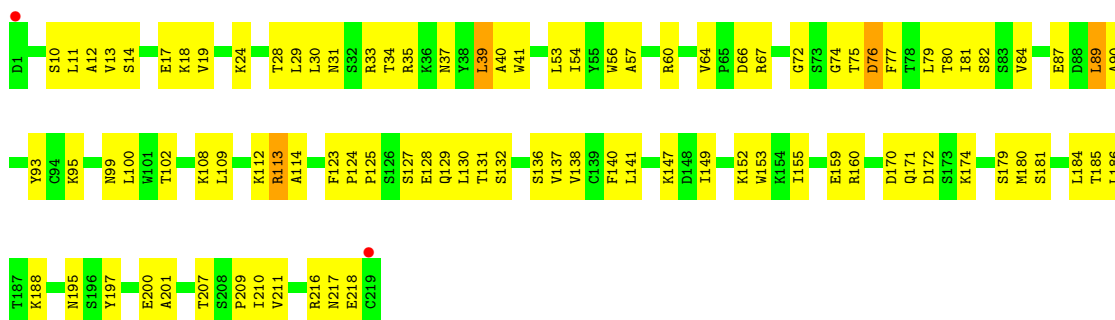 D1 S10 L11 A12 V13 S14 E17 K18 V19 K24 T28 L29 L30 N31 S32 R33 T34 R35 K36 N37 Y38 L39 A40 W41 L53 I54 Y55 W56 A57 R60 V64 P65 D66 R67 G72 S73 G74 T75 D76 F77 T78 L79 T80 I81 S82 S83 V84 E87 D88 L89 A90
Y93 C94 K95 N99 L100 W101 T102 K108 L109 K112 R113 A114 F123 P124 P125 S126 S127 E128 Q129 L130 T131 S132 S136 V137 V138 C139 F140 L141 K147 D148 I149 K152 W153 K154 I155 E159 R160 D170 Q171 D172 S173 K174 S179 M180 S181 L184 T185 L186
T187 K188 N195 S196 Y197 E200 A201 T207 S208 P209 I210 V211 R216 N217 E218 C219